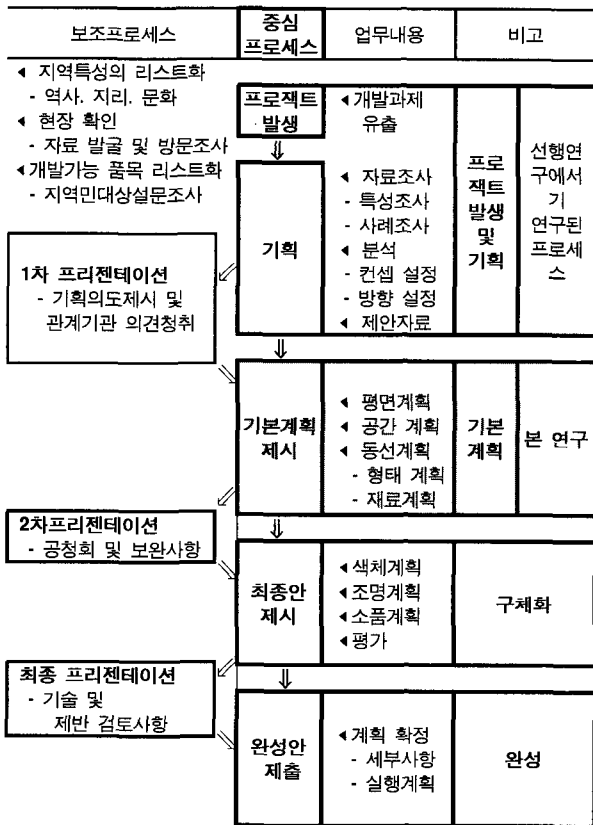 보조프로세스
중심
프로세스
업무내용
비고
◀ 지역특성의 리스트화
- 역사. 지리. 문화
◀ 현장 확인
- 자료 발굴 및 방문조사
◀개발가능 품목 리스트화
- 지역민대상설문조사
프로잭트
발생
◀개발과제
유출
⇓
기획
◀ 자료조사
- 특성조사
- 사례조사
◀ 분석
- 컨셉 설정
- 방향 설정
◀ 제안자료
프로
잭트
발생
및
기획
선행연
구에서
기
연구된
프로세
스
1차 프리젠테이션
- 기획의도제시 및
관계기관 의견청취
⇓
기본계획
제시
◀ 평면계획
◀ 공간 계획
◀ 동선계획
- 형태 계획
- 재료계획
기본
계획
본 연구
2차프리젠테이션
- 공청회 및 보완사항
⇓
최종안
제시
◀색체계획
◀조명계획
◀소품계획
◀평가
구체화
최종 프리젠테이션
- 기술 및
제반 검토사항
⇓
완성안
제출
◀계획 확정
- 세부사항
- 실행계획
완성